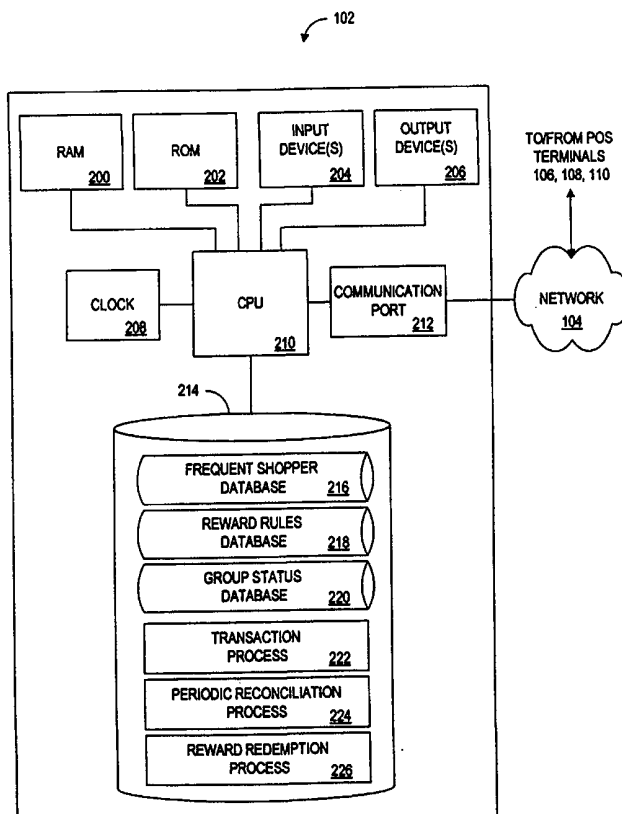 102
RAM
200
ROM
202
INPUT
DEVICE(S)
204
OUTPUT
DEVICE(S)
206
TO/FROM POS
TERMINALS
106, 108, 110
CLOCK
208
CPU
210
COMMUNICATION
PORT
212
NETWORK
104
214
FREQUENT SHOPPER
DATABASE 216
REWARD RULES
DATABASE 218
GROUP STATUS
DATABASE 220
TRANSACTION
PROCESS 222
PERIODIC RECONCILIATION
PROCESS 224
REWARD REDEMPTION
PROCESS 226